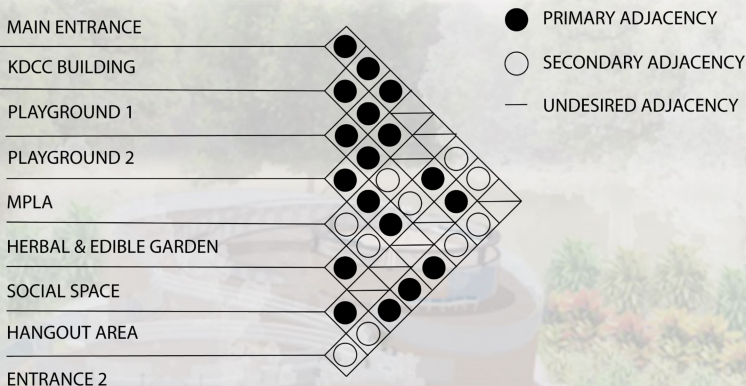 MAIN ENTRANCE
KDCC BUILDING
PLAYGROUND 1
PLAYGROUND 2
MPLA
HERBAL & EDIBLE GARDEN
SOCIAL SPACE
HANGOUT AREA
ENTRANCE 2
PRIMARY ADJACENCY
SECONDARY ADJACENCY
UNDESIRED ADJACENCY